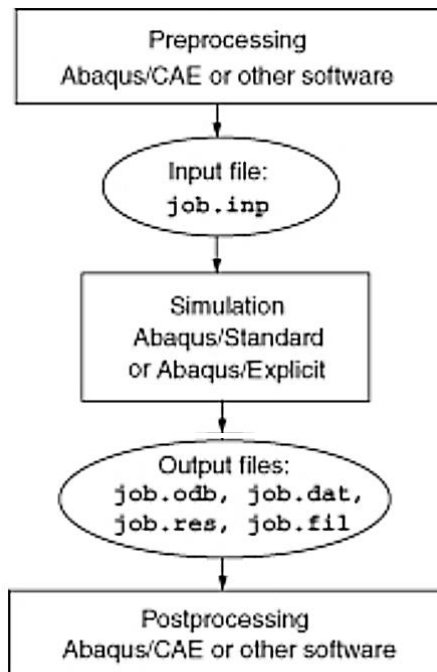 Preprocessing
Abaqus/CAE or other software
Input file:
job.inp
Simulation
Abaqus/Standard
or Abaqus/Explicit
Output files:
job.odb, job.dat,
job.res, job.fil
Postprocessing
Abaqus/CAE or other software